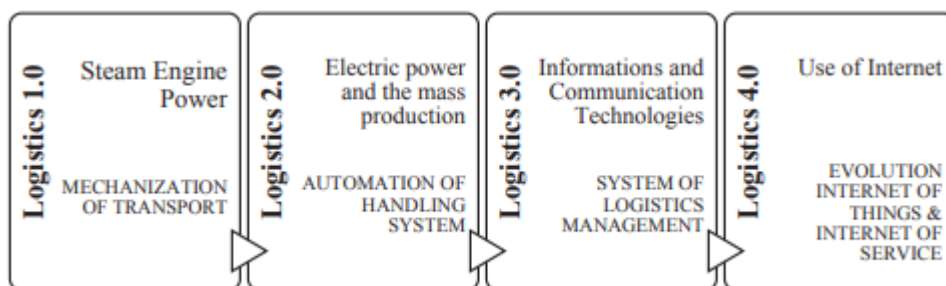 Logistics 1.0
Steam Engine
Power
MECHANIZATION
OF TRANSPORT
Logistics 2.0
Electric power
and the mass
production
AUTOMATION OF
HANDLING
SYSTEM
Logistics 3.0
Informations and
Communication
Technologies
SYSTEM OF
LOGISTICS
MANAGEMENT
Logistics 4.0
Use of Internet
EVOLUTION
INTERNET OF
THINGS &
INTERNET OF
SERVICE